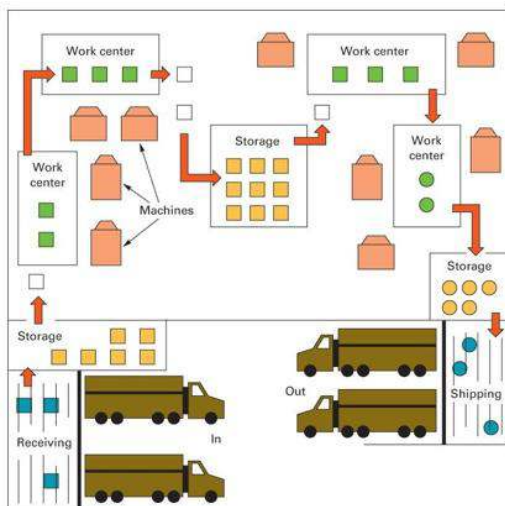 Work center
Work center
Storage
Work
center
Work
center
Machines
Storage
Storage
Out
Shipping
In
Receiving